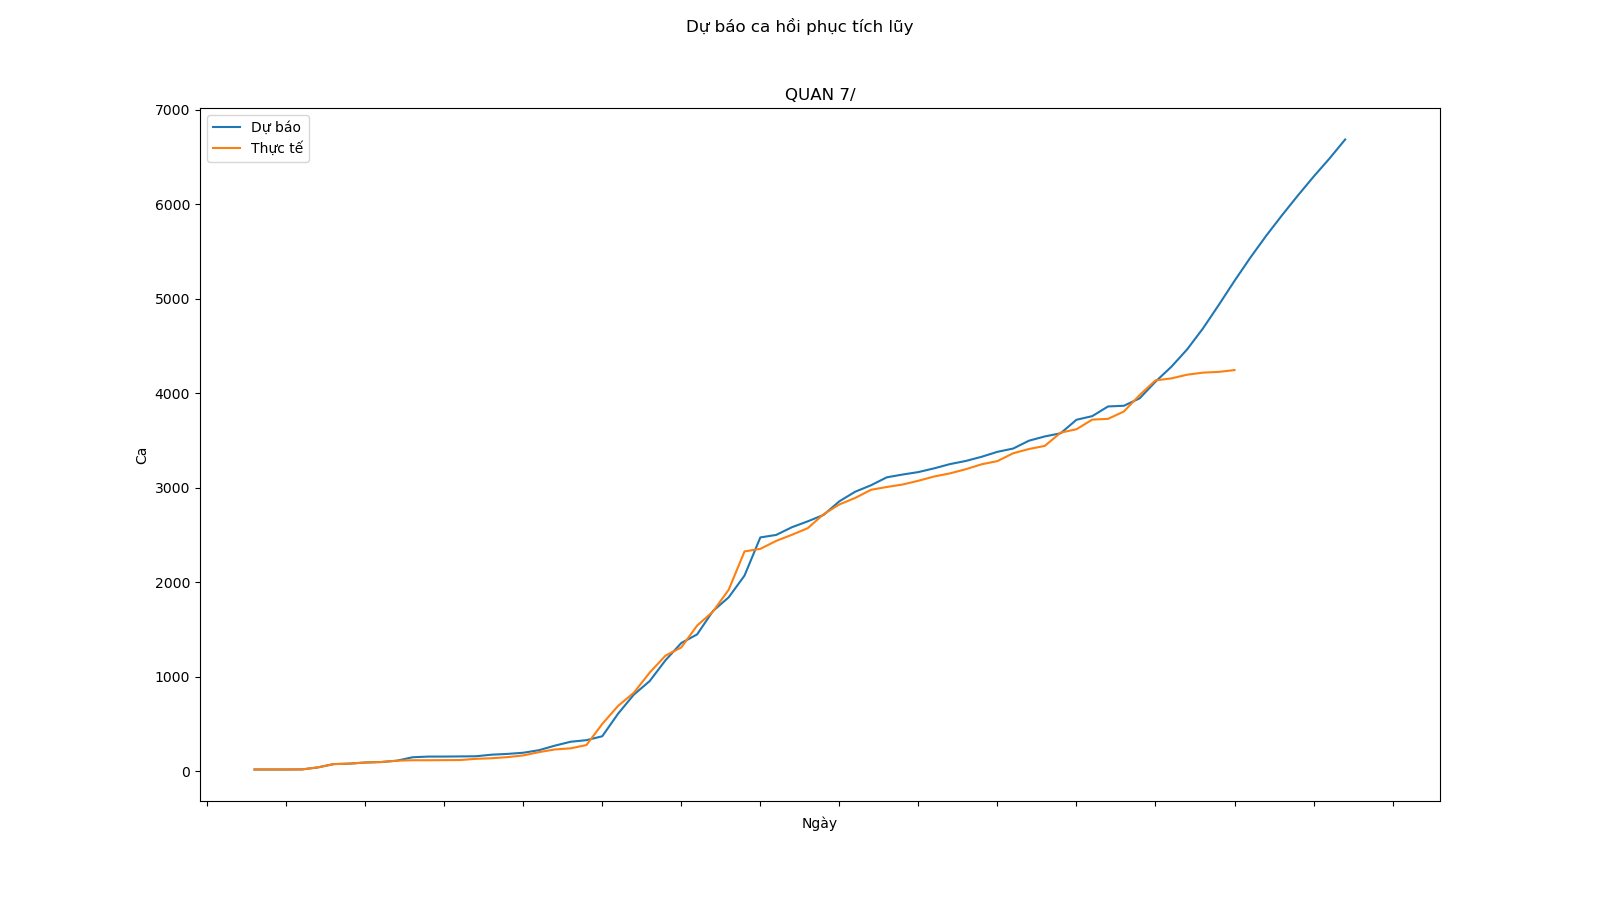 Dự báo ca hồi phục tích lũy
QUAN 7/
7000
6000
5000
4000
3000
2000
1000
0
Dự báo
Thực tế
Ca
Ngày